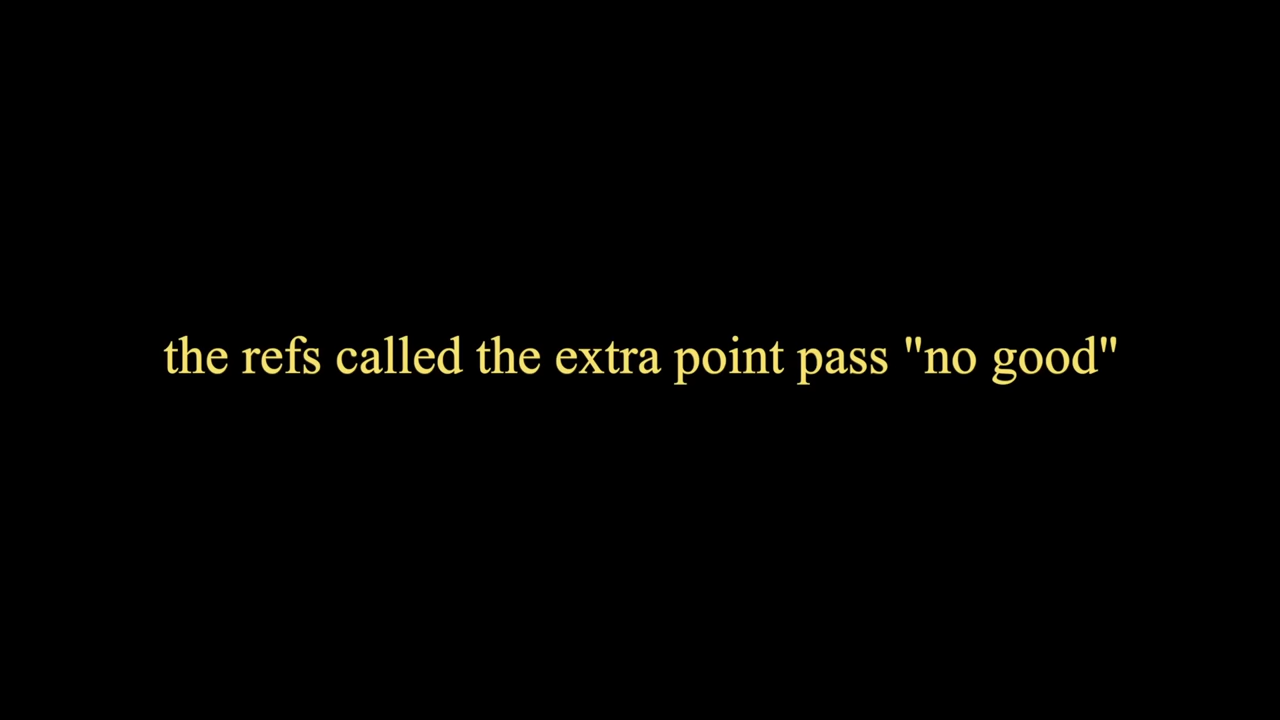 the refs called the extra point pass "no good"